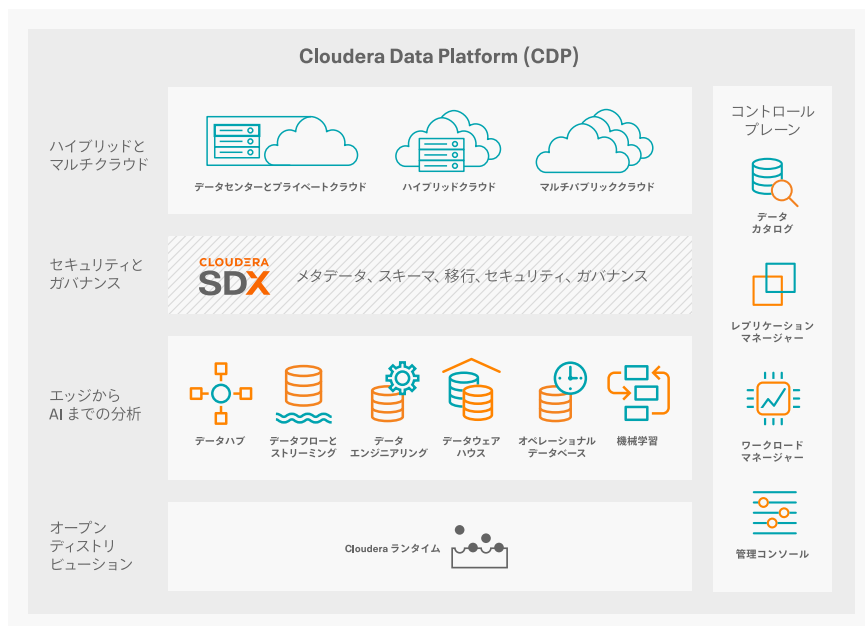 Cloudera Data Platform (CDP)
ハイブリッドと
マルチクラウド
データセンターとプライベートクラウド
ハイブリッドクラウド
マルチパブリッククラウド
セキュリティと
ガバナンス
CLOUDERA
SDX
メタデータ、スキーマ、移行、セキュリティ、ガバナンス
エッジから
AI までの分析
データハブ
データフローと
ストリーミング
データ
エンジニアリング
データウェア
ハウス
オペレーショナル
データベース
機械学習
オープン
ディストリ
ビューション
Cloudera ランタイム
コントロール
プレーン
データ
カタログ
レプリケーション
マネージャー
ワークロード
マネージャー
管理コンソール